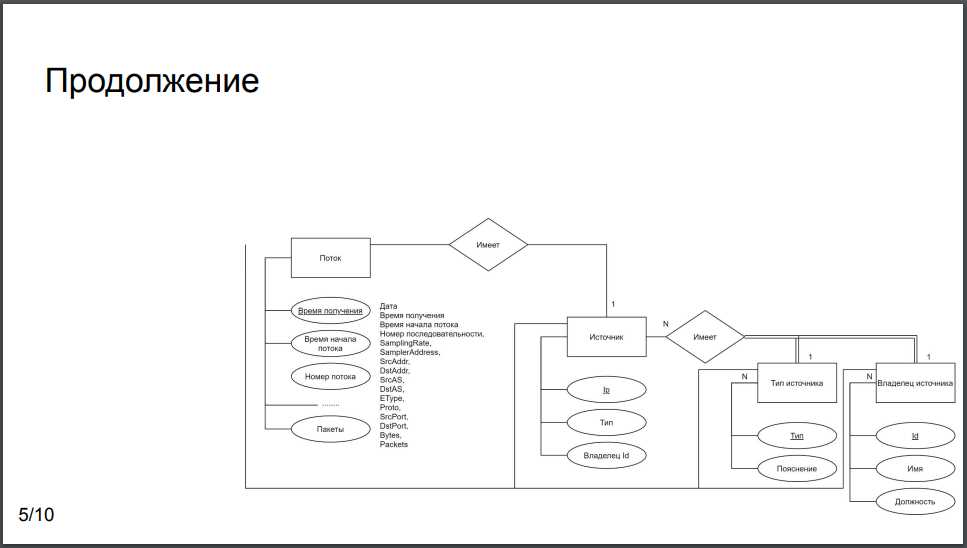 Продолжение
Поток
Имеет
Время получения
Время начала
потока
Номер потока
........
Пакеты
Дата
Время получения
Время начала потока
Номер последовательности,
SamplingRate,
SamplerAddress,
SrcAddr,
DstAddr,
SrcAS,
DstAS,
EType,
Proto,
SrcPort,
DstPort,
Bytes,
Packets
1
Источник
Ip
Тип
Владелец Id
N
Имеет
1
N
Тип источника
Тип
Пояснение
1
N
Владелец источника
Id
Имя
Должность
5/10